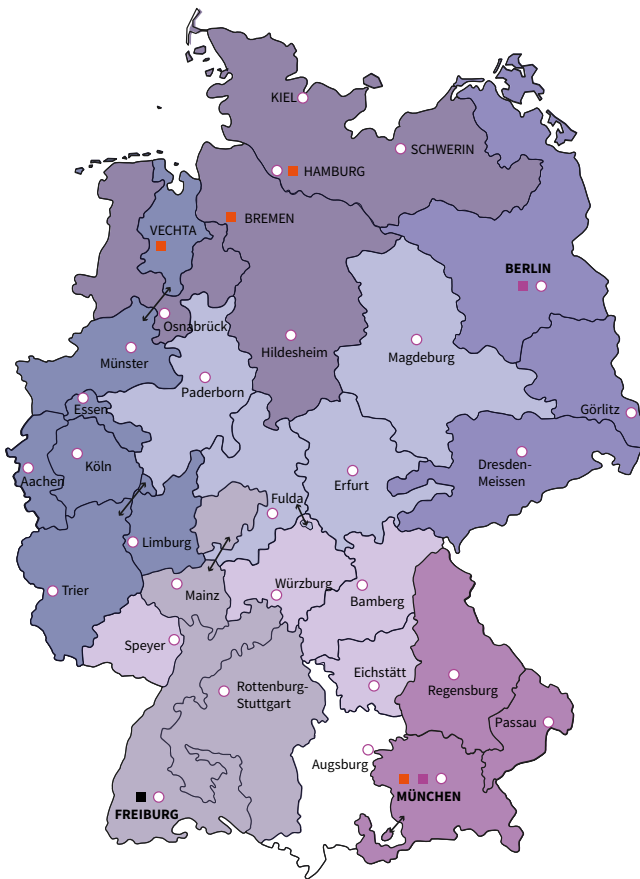 KIEL
SCHWERIN
HAMBURG
BREMEN
VECHTA
BERLIN
Osnabrück
Hildesheim
Magdeburg
Münster
Paderborn
Essen
Görlitz
Köln
Aachen
Dresden-
Meissen
Erfurt
Fulda
Limburg
Trier
Mainz
Würzburg
Bamberg
Speyer
Eichstätt
Rottenburg-
Stuttgart
Regensburg
Passau
Augsburg
MÜNCHEN
FREIBURG